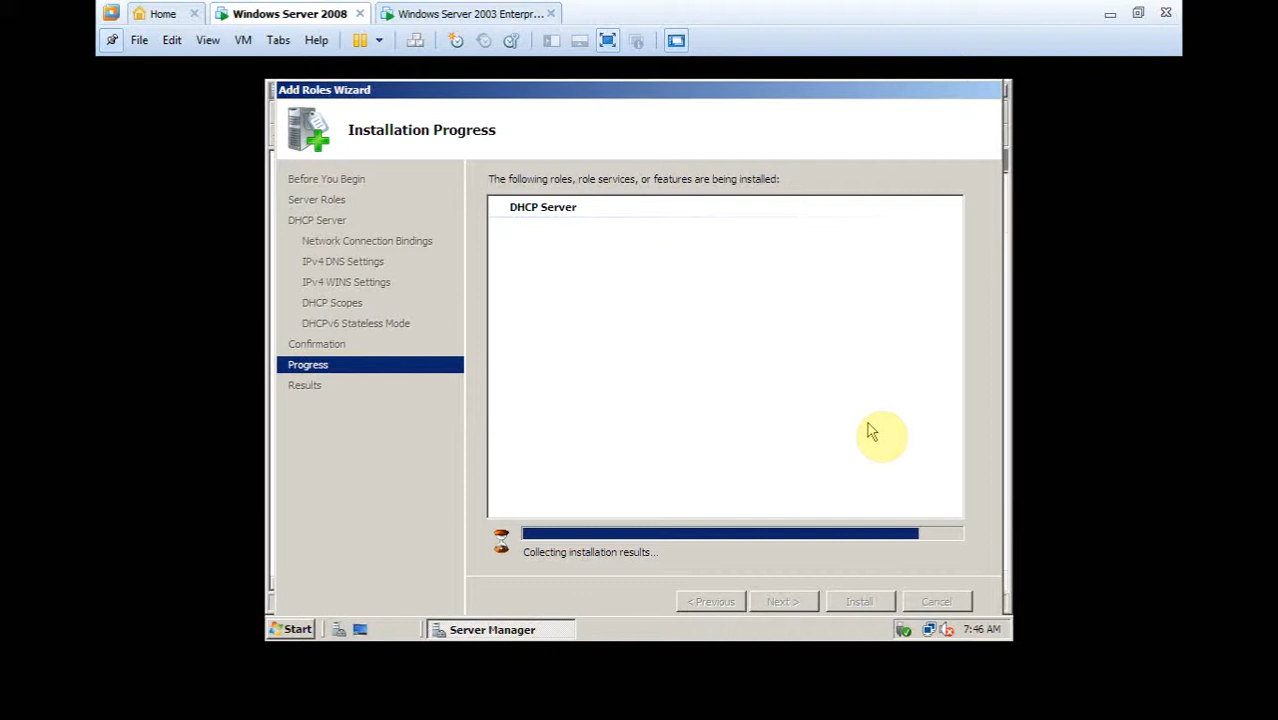 Home
Windows Server 2008
Windows Server 2003 Enterpr...
File Edit View VM Tabs Help
Add Roles Wizard
Installation Progress
Before You Begin
Server Roles
DHCP Server
Network Connection Bindings
IPv4 DNS Settings
IPv4 WINS Settings
DHCP Scopes
DHCPv6 Stateless Mode
Confirmation
Progress
Results
The following roles, role services, or features are being installed:
DHCP Server
Collecting installation results...
< Previous Next > Install Cancel
Start Server Manager 7:46 AM